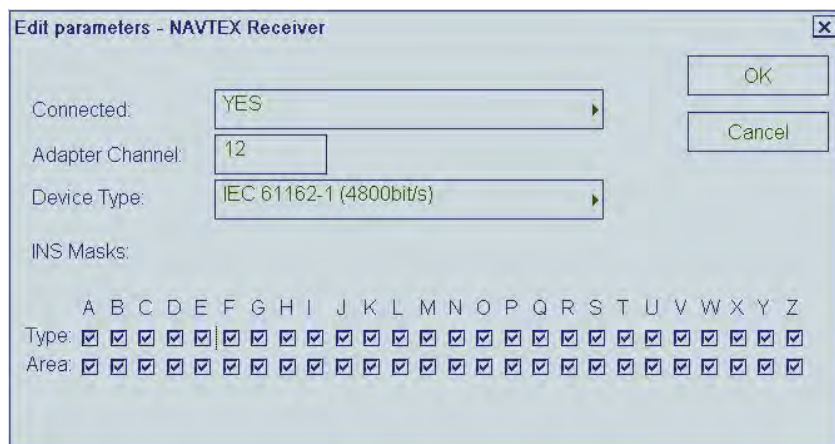 Edit parameters - NAVTEX Receiver
OK
Connected: YES
Cancel
Adapter Channel: 12
Device Type: IEC 61162-1 (4800bit/s)
INS Masks:
A B C D E F G H I J K L M N O P Q R S T U V W X Y Z
Type:
Area: